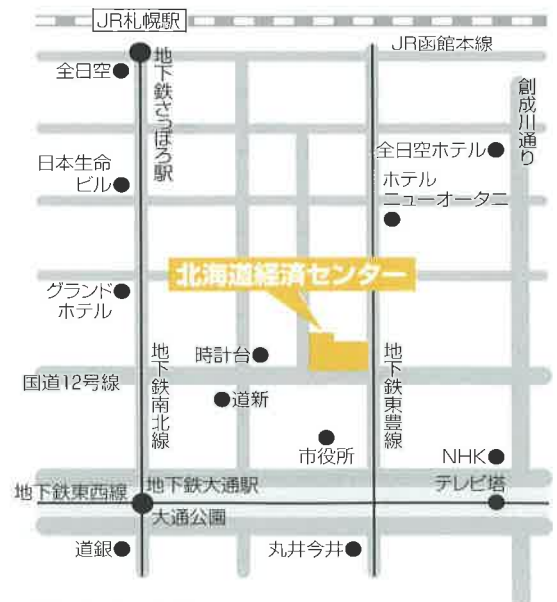 JR札幌駅
JR函館本線
全日空
地下鉄さっぽろ駅
創成川通り
全日空ホテル
日本生命
ビル
ホテル
ニューオータニ
北海道経済センター
グランド
ホテル
地下鉄南北線
時計台
地下鉄東豊線
国道12号線
道新
市役所
NHK
地下鉄東西線
地下鉄大通駅
テレビ塔
大通公園
道銀
丸井今井